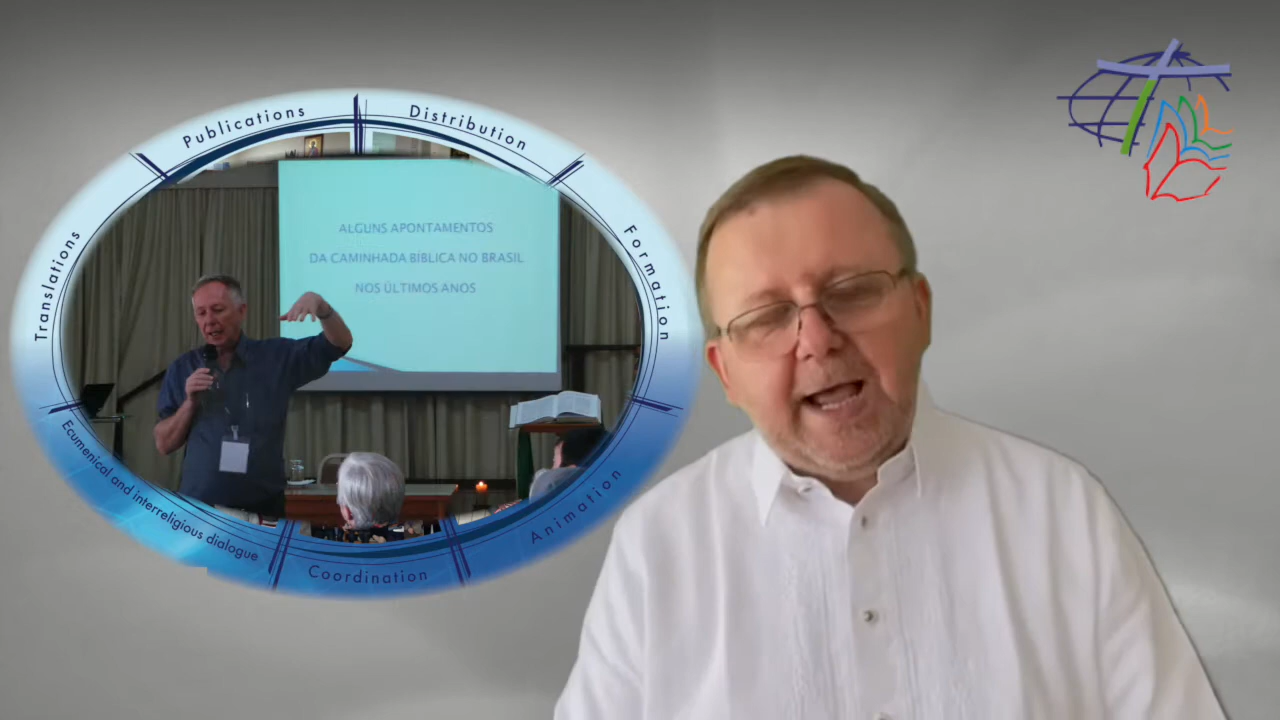 Publications
Distribution
Formation
Animation
Coordination
Ecumenical and interreligious dialogue
Translations
ALGUNS APONTAMENTOS
DA CAMINHADA BÍBLICA NO BRASIL
NOS ÚLTIMOS ANOS